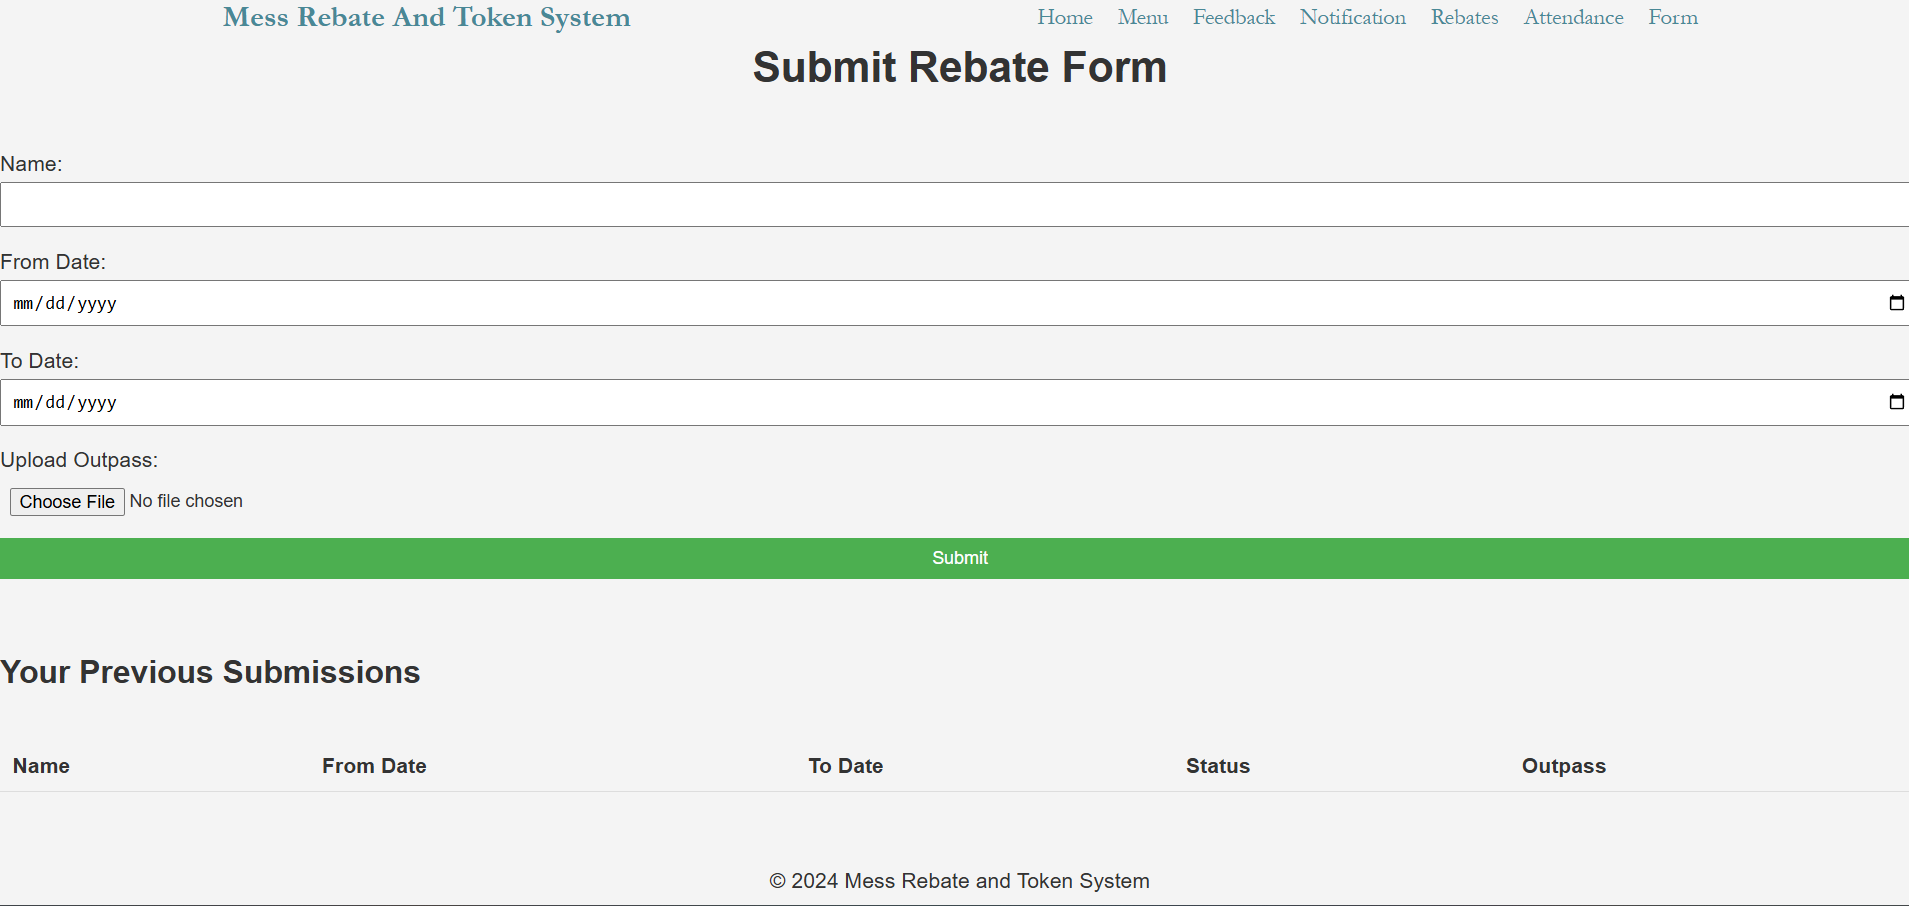 Mess Rebate And Token System Home Menu Feedback Notification Rebates Attendance Form
Submit Rebate Form
Name:
From Date:
mm/dd/yyyy
To Date:
mm/dd/yyyy
Upload Outpass:
Choose File No file chosen
Submit
Your Previous Submissions
Name From Date To Date Status Outpass
© 2024 Mess Rebate and Token System